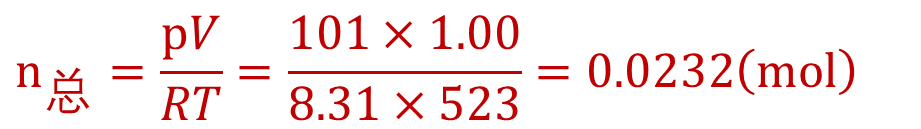 n总 = pV/RT = (101 × 1.00)/(8.31 × 523) = 0.0232(mol)